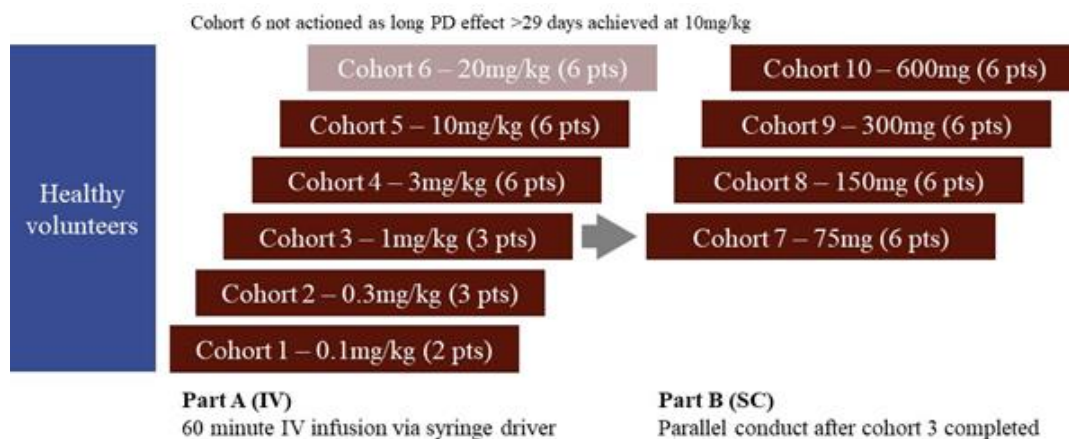 Cohort 6 not actioned as long PD effect >29 days achieved at 10mg/kg
Healthy
volunteers
Cohort 6 – 20mg/kg (6 pts)
Cohort 5 – 10mg/kg (6 pts)
Cohort 4 – 3mg/kg (6 pts)
Cohort 3 – 1mg/kg (3 pts)
Cohort 2 – 0.3mg/kg (3 pts)
Cohort 1 – 0.1mg/kg (2 pts)
Part A (IV)
60 minute IV infusion via syringe driver
Cohort 10 – 600mg (6 pts)
Cohort 9 – 300mg (6 pts)
Cohort 8 – 150mg (6 pts)
Cohort 7 – 75mg (6 pts)
Part B (SC)
Parallel conduct after cohort 3 completed